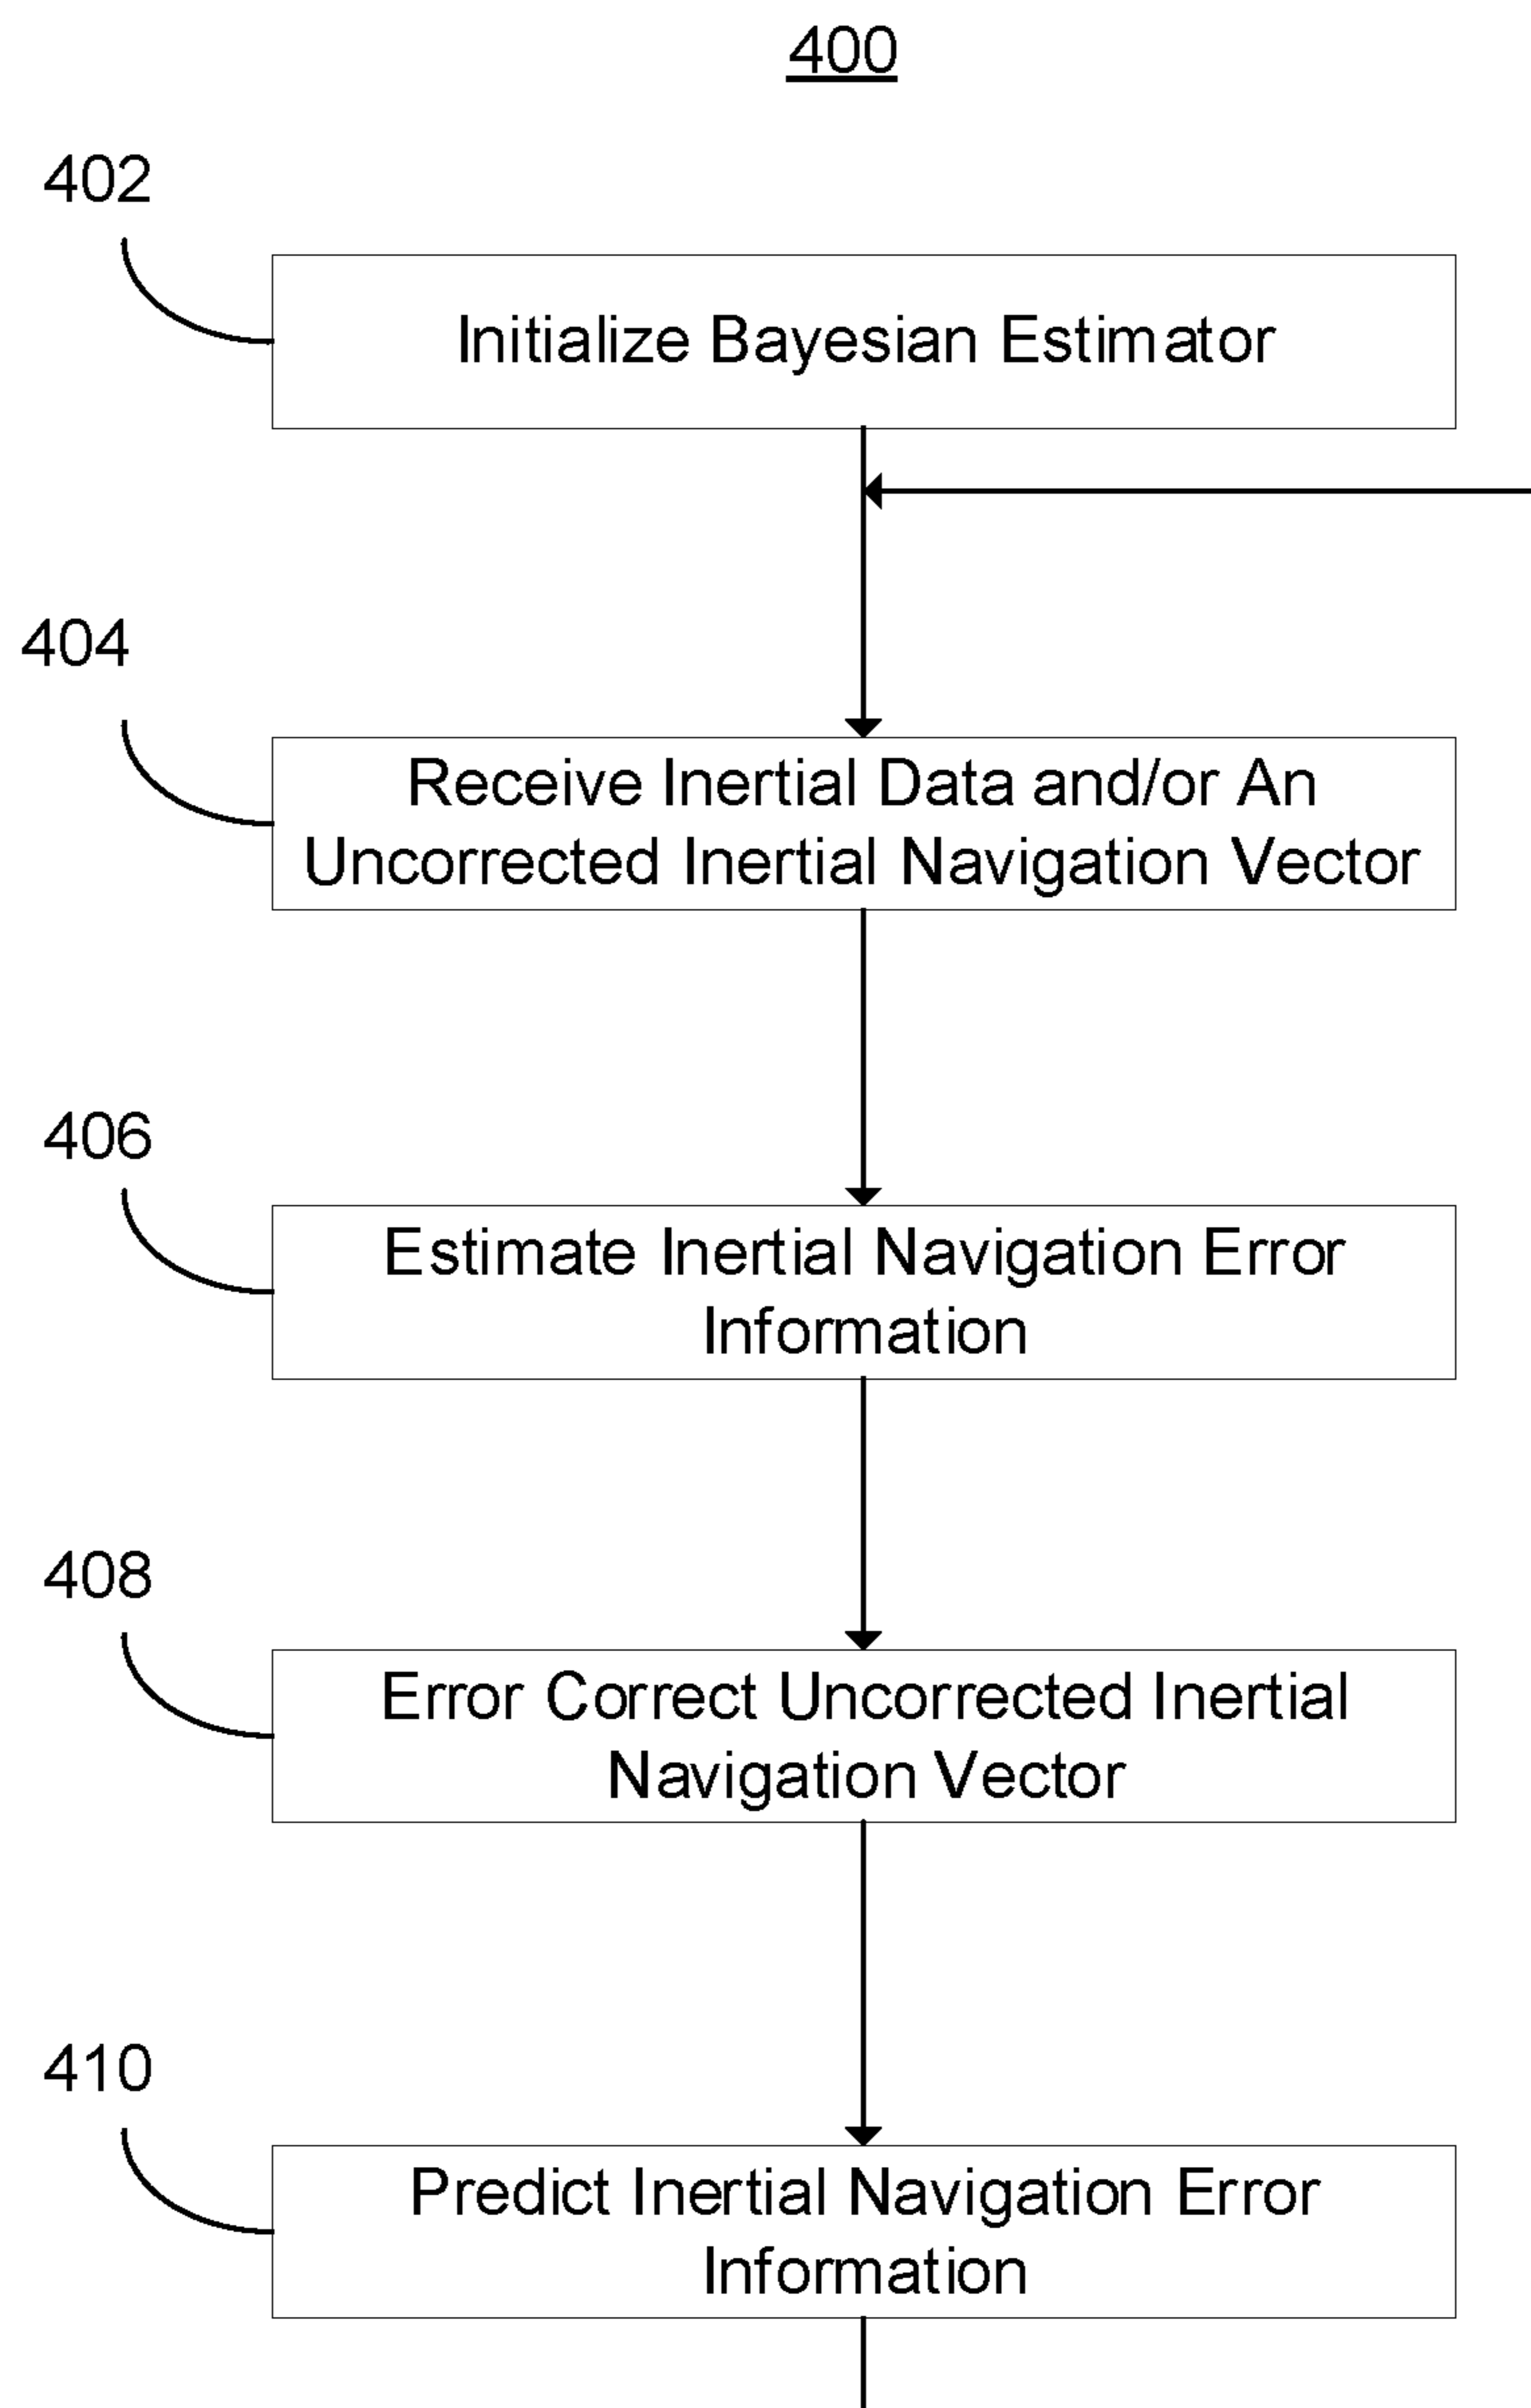 400
402
Initialize Bayesian Estimator
404
Receive Inertial Data and/or An
Uncorrected Inertial Navigation Vector
406
Estimate Inertial Navigation Error
Information
408
Error Correct Uncorrected Inertial
Navigation Vector
410
Predict Inertial Navigation Error
Information